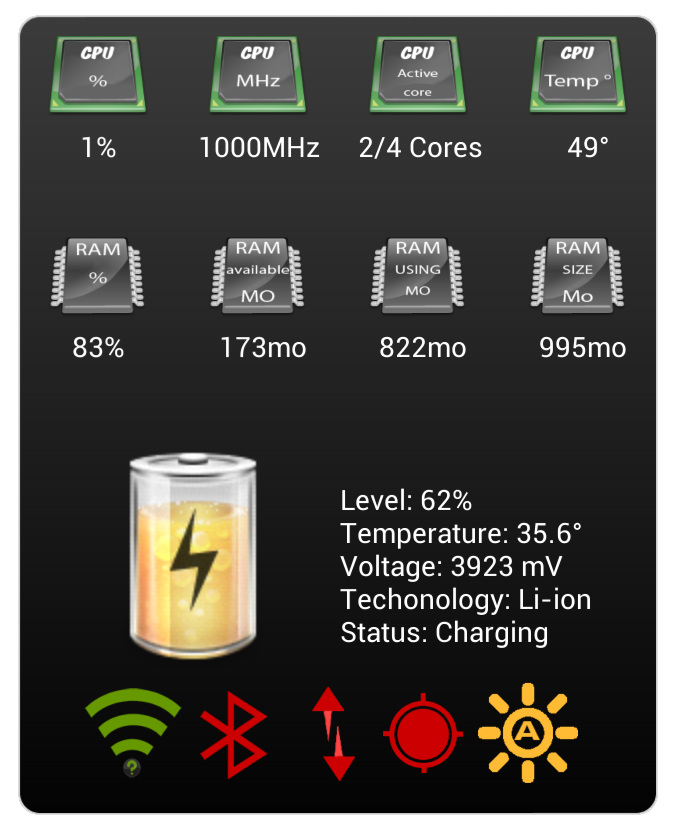 CPU CPU CPU CPU
% MHz Active core Temp °
1% 1000MHz 2/4 Cores 49°
RAM RAM RAM RAM
% available MO USING MO SIZE Mo
83% 173mo 822mo 995mo
Level: 62%
Temperature: 35.6°
Voltage: 3923 mV
Techonology: Li-ion
Status: Charging
? A